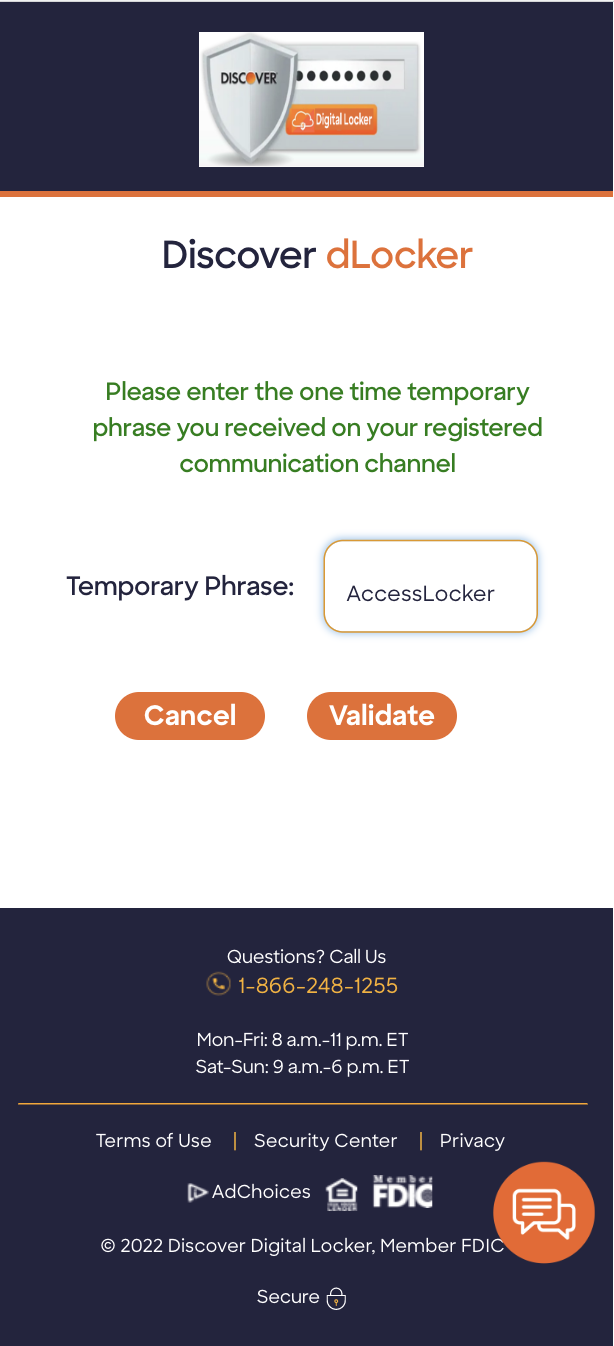 DISCOVER
Digital Locker
Discover dLocker
Please enter the one time temporary
phrase you received on your registered
communication channel
Temporary Phrase: AccessLocker
Cancel Validate
Questions? Call Us
1-866-248-1255
Mon-Fri: 8 a.m.-11 p.m. ET
Sat-Sun: 9 a.m.-6 p.m. ET
Terms of Use | Security Center | Privacy
AdChoices Member
FDIC
© 2022 Discover Digital Locker, Member FDIC
Secure